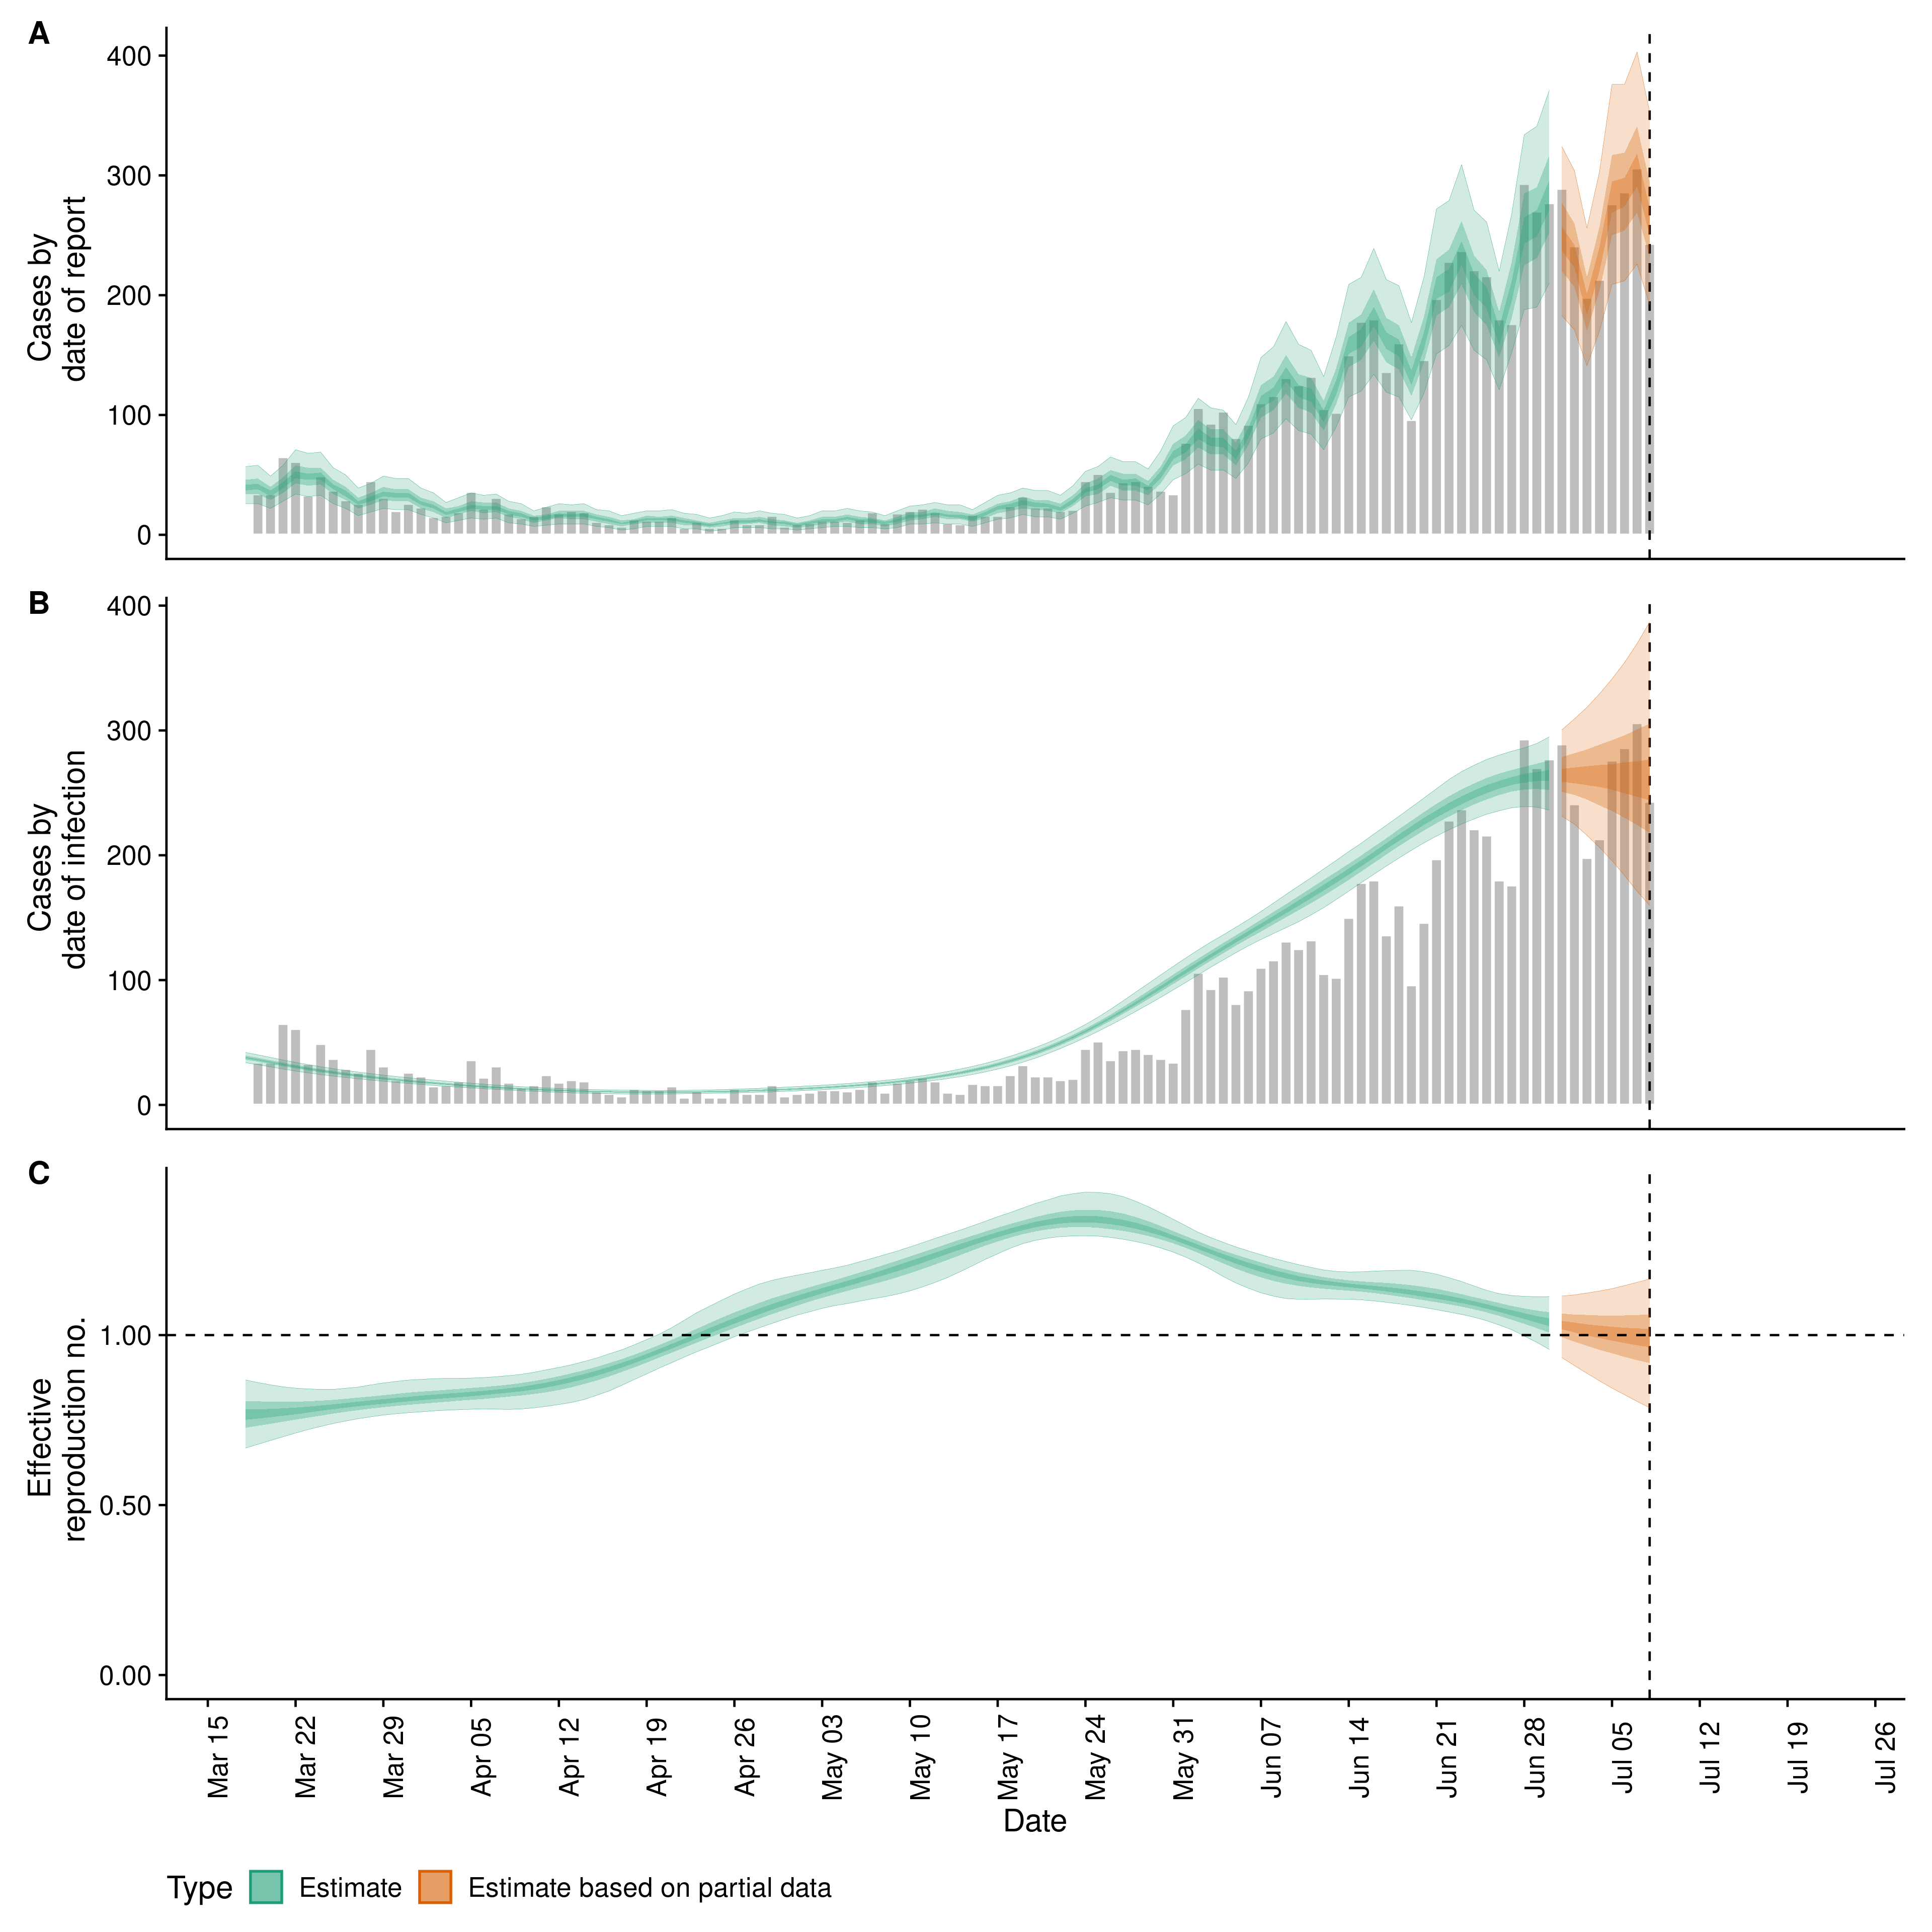 A
400
300
200
100
0
Cases by
date of report
B
400
300
200
100
0
Cases by
date of infection
C
1.00
0.50
0.00
Effective
reproduction no.
Mar 15
Mar 22
Mar 29
Apr 05
Apr 12
Apr 19
Apr 26
May 03
May 10
May 17
May 24
May 31
Jun 07
Jun 14
Jun 21
Jun 28
Jul 05
Jul 12
Jul 19
Jul 26
Date
Type Estimate Estimate based on partial data